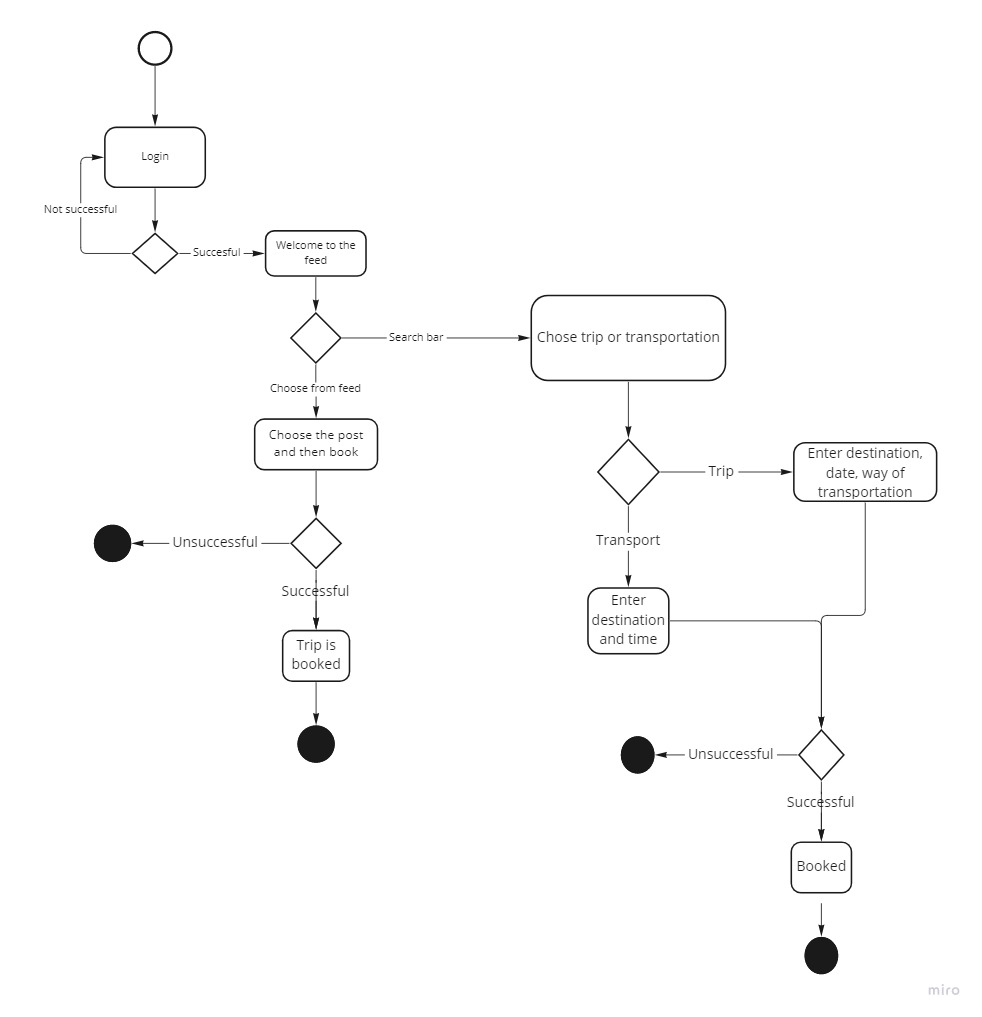 Login
Not successful
Succesful
Welcome to the
feed
Search bar
Chose trip or transportation
Choose from feed
Choose the post
and then book
Trip
Enter destination,
date, way of
transportation
Unsuccessful
Transport
Successful
Enter
destination
and time
Trip is
booked
Unsuccessful
Successful
Booked
miro